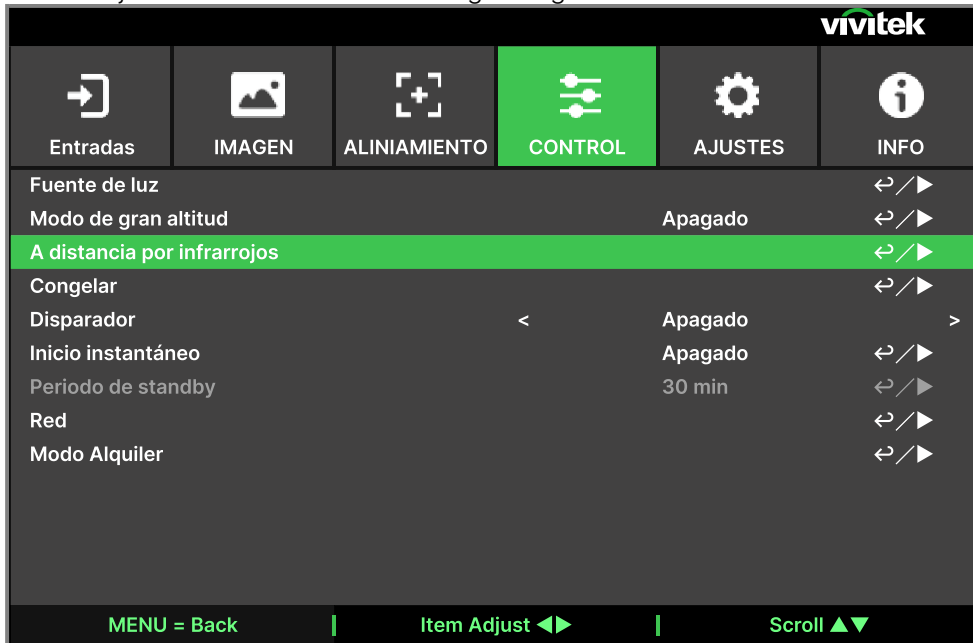 vivitek
Entradas IMAGEN ALINIAMIENTO CONTROL AJUSTES INFO
Fuente de luz ↩/▶
Modo de gran altitud Apagado ↩/▶
A distancia por infrarrojos ↩/▶
Congelar ↩/▶
Disparador < Apagado >
Inicio instantáneo Apagado ↩/▶
Periodo de standby 30 min ↩/▶
Red ↩/▶
Modo Alquiler ↩/▶
MENU = Back Item Adjust ◀▶ Scroll ▲▼